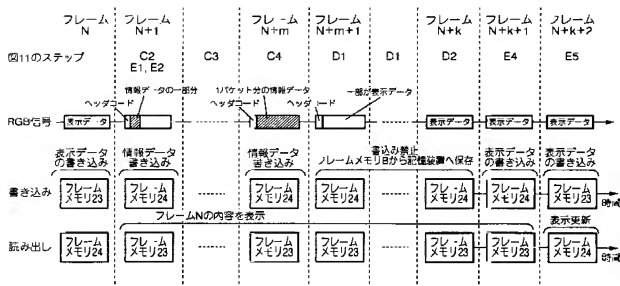 フレーム フレーム フレーム フレーム フレーム フレーム フレーム
N N+1 N+m N+m+1 N+k N+k+1 N+k+2
図11のステップ C2 C3 C4 D1 D1 D2 E4 E5
E1, E2
情報データの一部分 1パケット分の情報データ 一部が表示データ
ヘッダコード ヘッダコード ヘッダコード
RGB信号 表示データ 表示データ 表示データ 表示データ
表示データの書き込み 情報データ書き込み 情報データ書き込み 書込み禁止 表示データの書き込み 表示データの書き込み
フレームメモリBから記憶装置へ保存
書き込み フレームメモリ23 フレームメモリ24 フレームメモリ24 フレームメモリ24 フレームメモリ24 フレームメモリ24 フレームメモリ23 時間
フレームNの内容を表示 表示更新
読み出し フレームメモリ24 フレームメモリ23 フレームメモリ23 フレームメモリ23 フレームメモリ23 フレームメモリ23 フレームメモリ24 時間